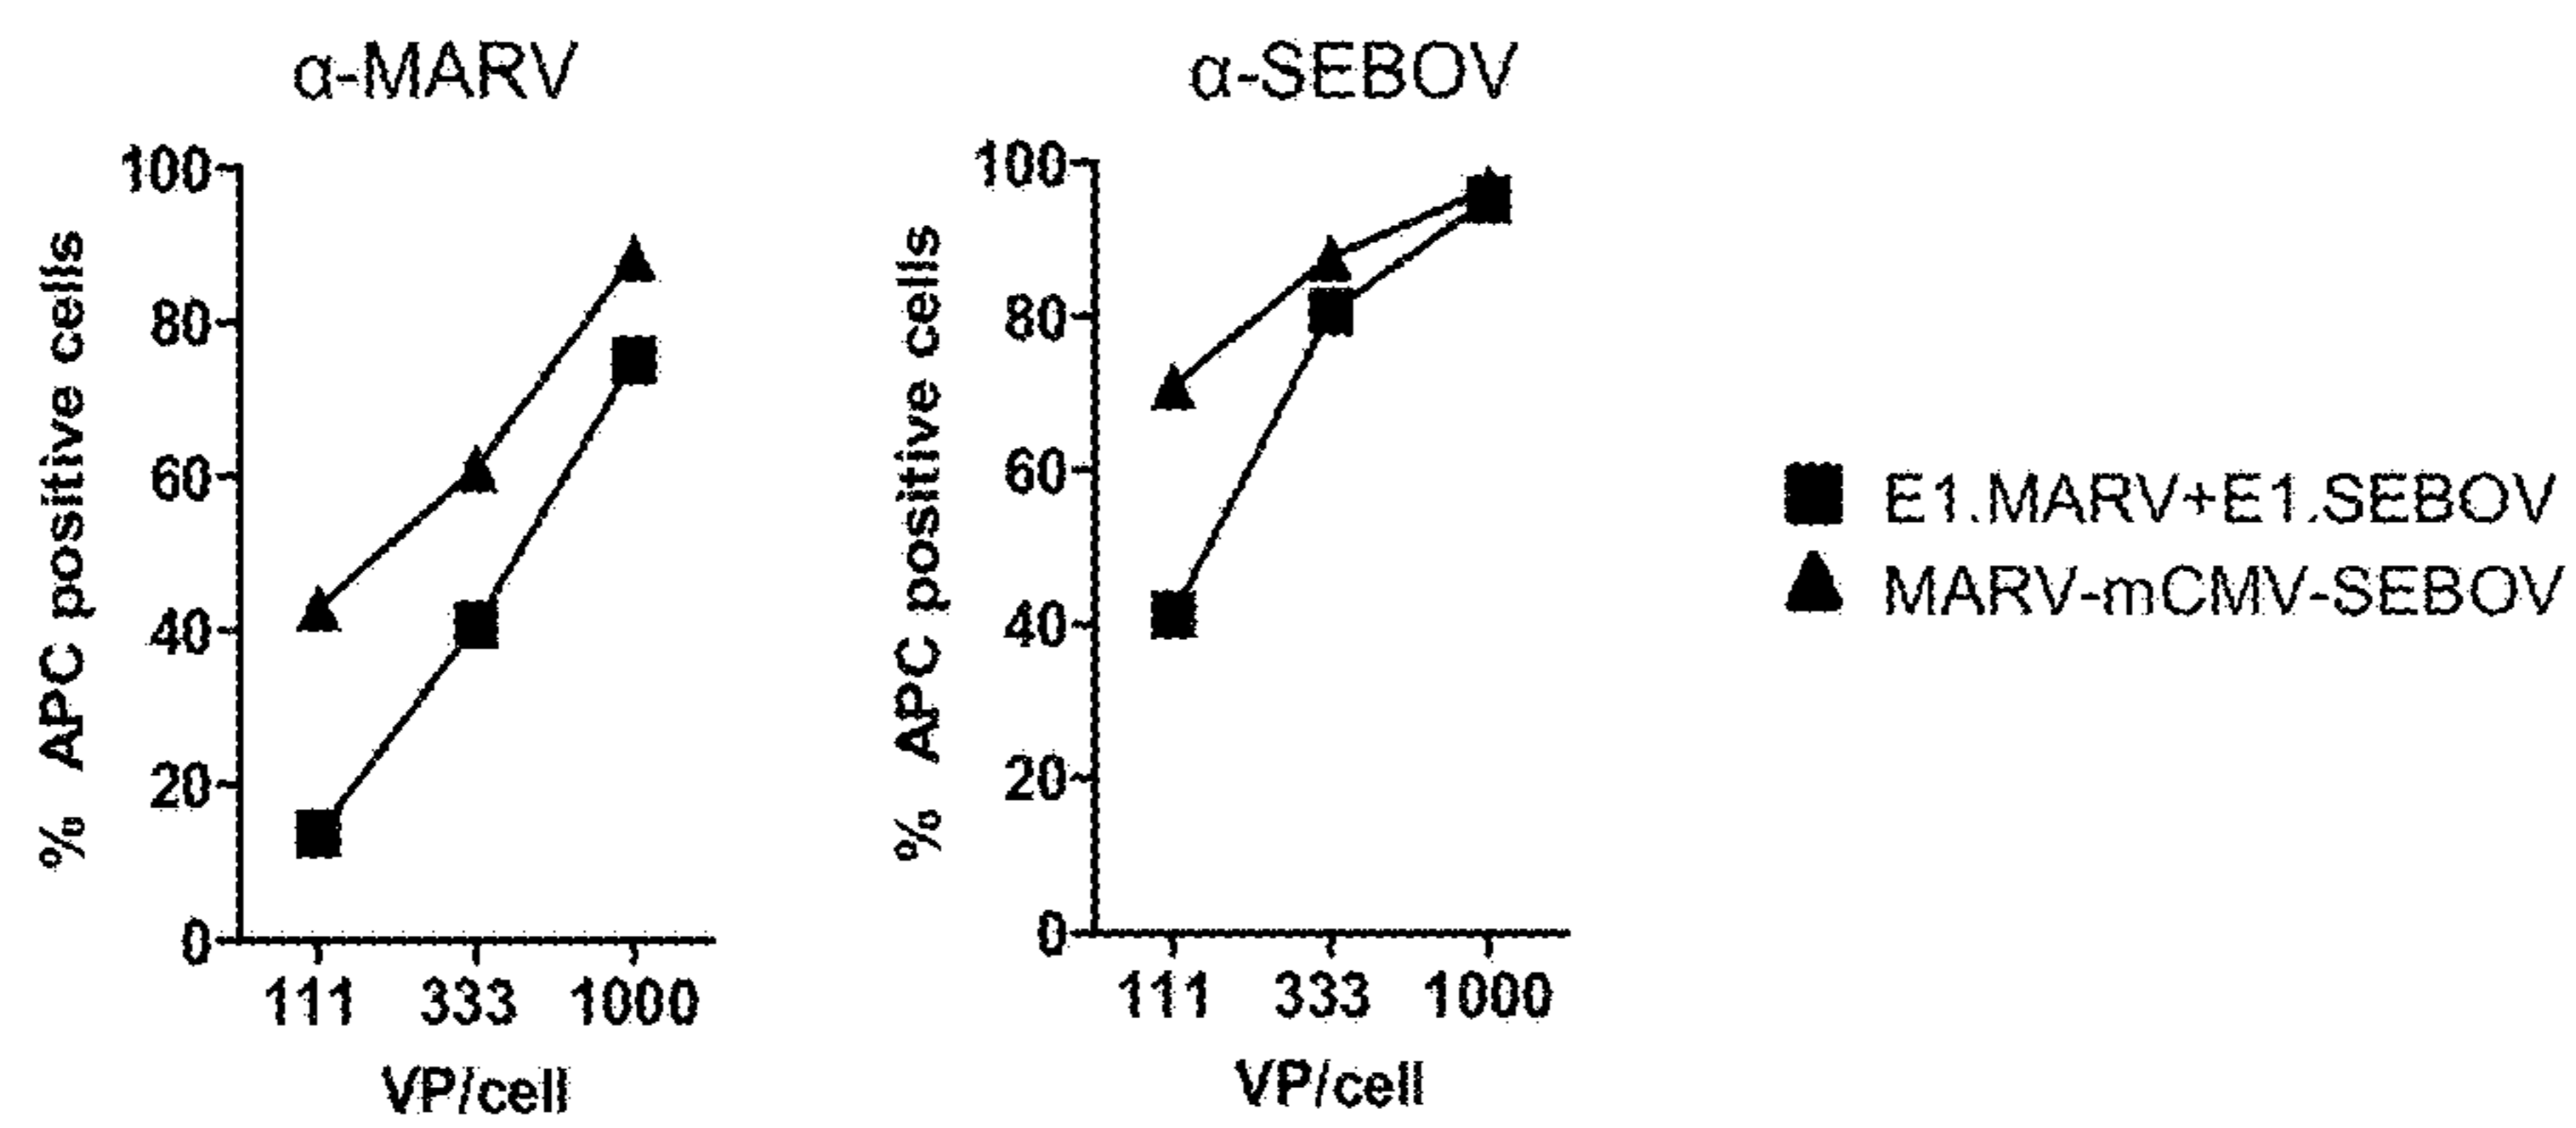 α-MARV
100
80
60
40
20
0
% APC positive cells
111 333 1000
VP/cell
α-SEBOV
100
80
60
40
20
0
% APC positive cells
111 333 1000
VP/cell
E1.MARV+E1.SEBOV
MARV-mCMV-SEBOV